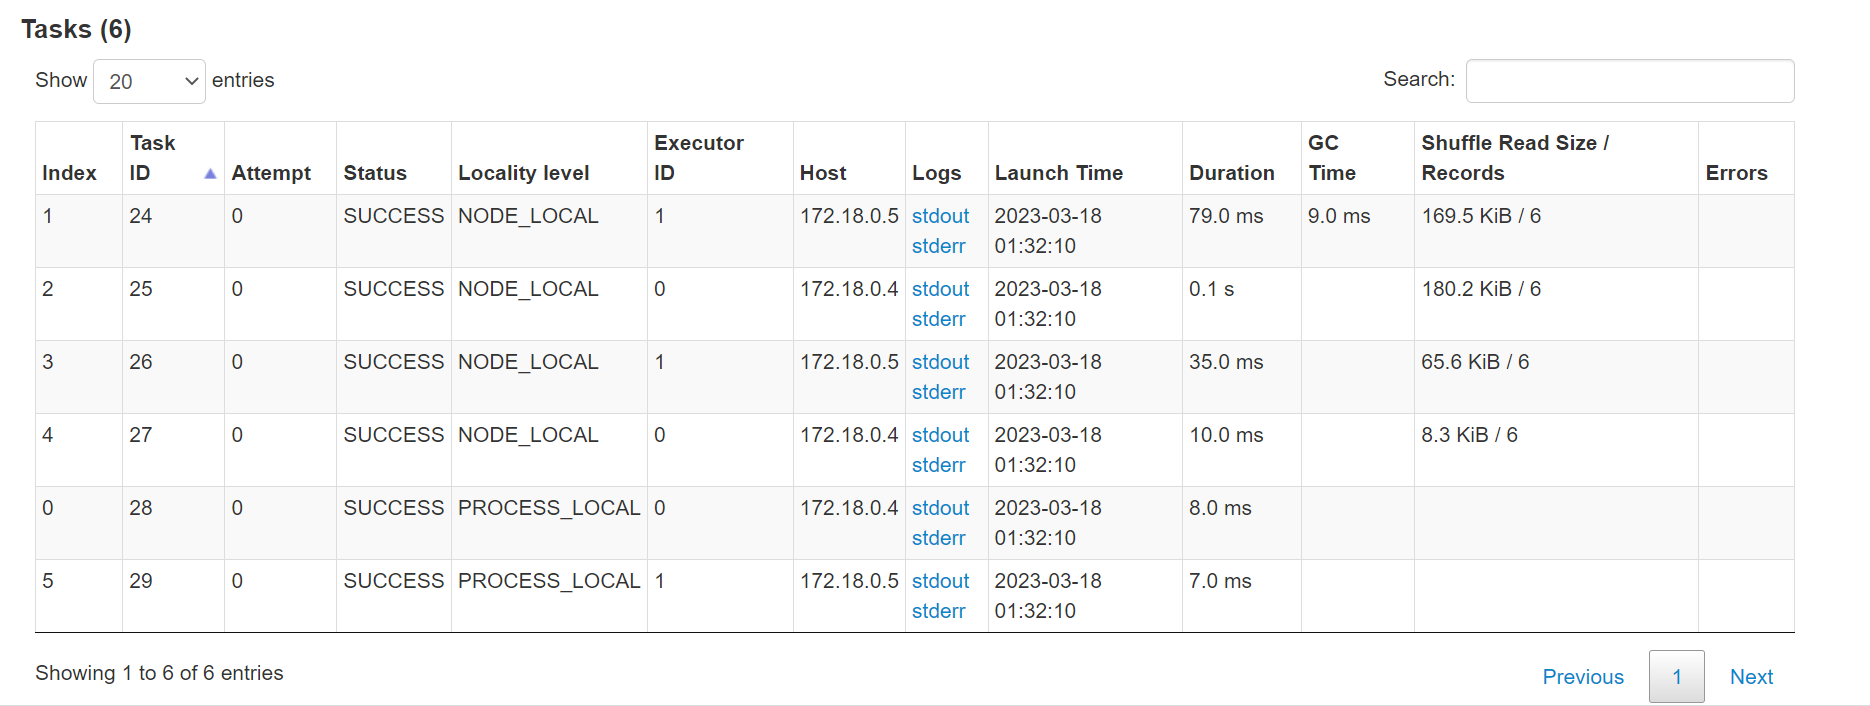 Tasks (6)
Show 20 entries Search:
Index Task ID Attempt Status Locality level Executor ID Host Logs Launch Time Duration GC Time Shuffle Read Size / Records Errors
1 24 0 SUCCESS NODE_LOCAL 1 172.18.0.5 stdout 2023-03-18 79.0 ms 9.0 ms 169.5 KiB / 6
stderr 01:32:10
2 25 0 SUCCESS NODE_LOCAL 0 172.18.0.4 stdout 2023-03-18 0.1 s 180.2 KiB / 6
stderr 01:32:10
3 26 0 SUCCESS NODE_LOCAL 1 172.18.0.5 stdout 2023-03-18 35.0 ms 65.6 KiB / 6
stderr 01:32:10
4 27 0 SUCCESS NODE_LOCAL 0 172.18.0.4 stdout 2023-03-18 10.0 ms 8.3 KiB / 6
stderr 01:32:10
0 28 0 SUCCESS PROCESS_LOCAL 0 172.18.0.4 stdout 2023-03-18 8.0 ms
stderr 01:32:10
5 29 0 SUCCESS PROCESS_LOCAL 1 172.18.0.5 stdout 2023-03-18 7.0 ms
stderr 01:32:10
Showing 1 to 6 of 6 entries
Previous 1 Next